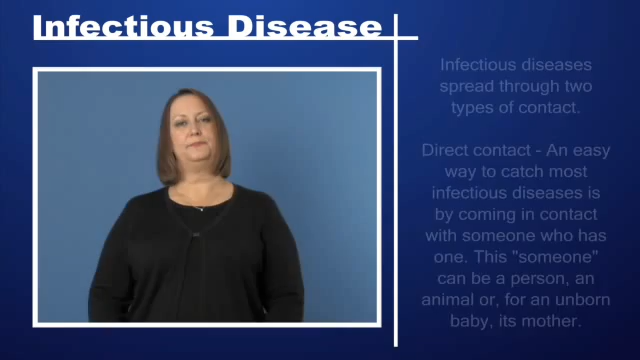 Infectious Disease
Infectious diseases
spread through two
types of contact.
Direct contact - An easy
way to catch most
infectious diseases is
by coming in contact
with someone who has
one. This "someone"
can be a person, an
animal or, for an unborn
baby, its mother.